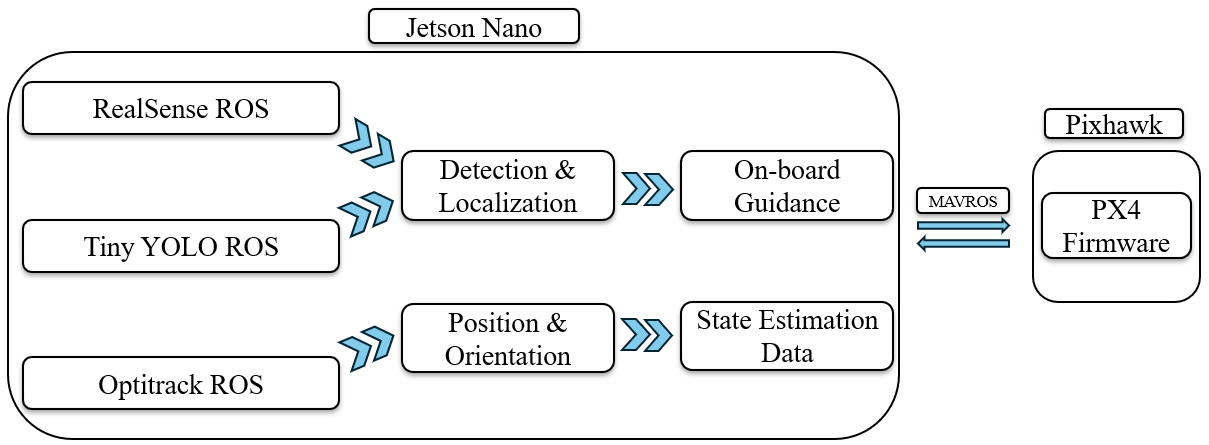 Jetson Nano
RealSense ROS
Tiny YOLO ROS
Optitrack ROS
Detection &
Localization
Position &
Orientation
On-board
Guidance
State Estimation
Data
MAVROS
Pixhawk
PX4
Firmware